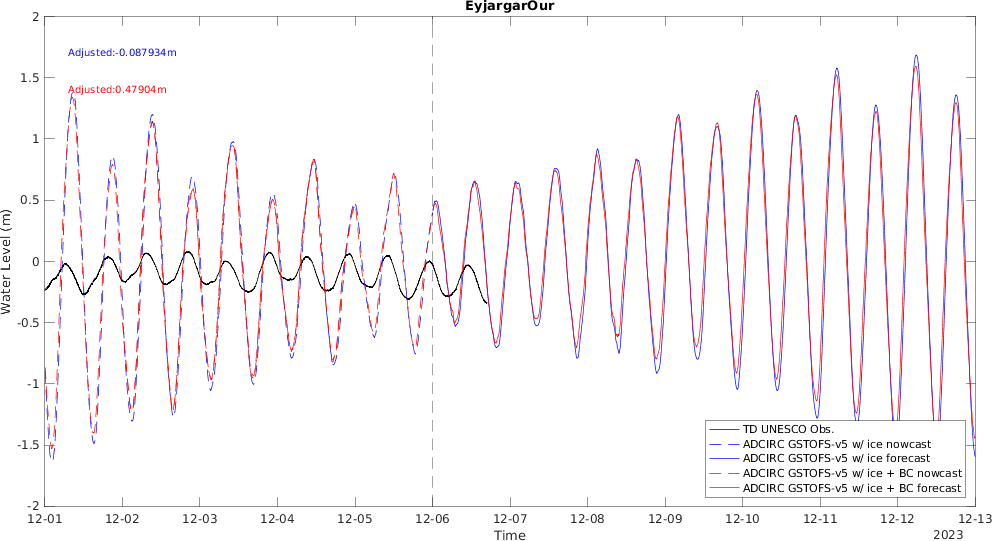 EyjargarOur
2
1.5
1
0.5
0
-0.5
-1
-1.5
-2
Water Level (m)
Adjusted:-0.087934m
Adjusted:0.47904m
TD UNESCO Obs.
ADCIRC GSTOFS-v5 w/ ice nowcast
ADCIRC GSTOFS-v5 w/ ice forecast
ADCIRC GSTOFS-v5 w/ ice + BC nowcast
ADCIRC GSTOFS-v5 w/ ice + BC forecast
12-01 12-02 12-03 12-04 12-05 12-06 12-07 12-08 12-09 12-10 12-11 12-12 12-13
Time
2023